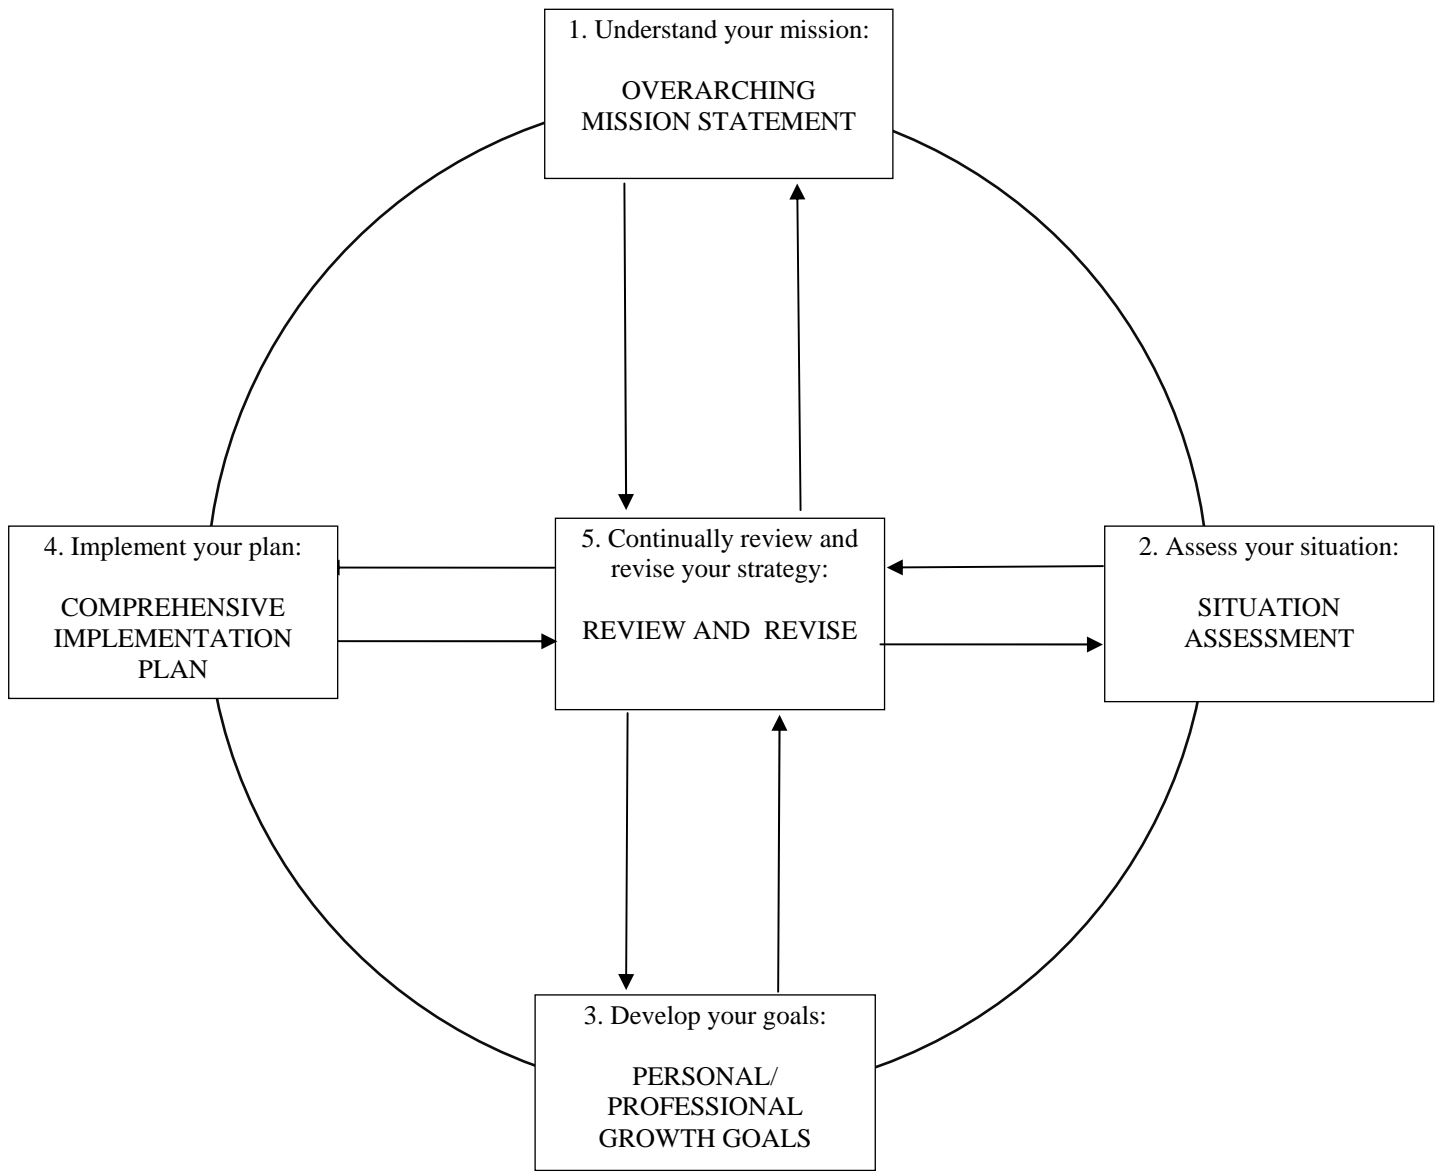 1. Understand your mission:
OVERARCHING
MISSION STATEMENT
4. Implement your plan:
COMPREHENSIVE
IMPLEMENTATION
PLAN
5. Continually review and
revise your strategy:
REVIEW AND  REVISE
2. Assess your situation:
SITUATION
ASSESSMENT
3. Develop your goals:
PERSONAL/
PROFESSIONAL
GROWTH GOALS